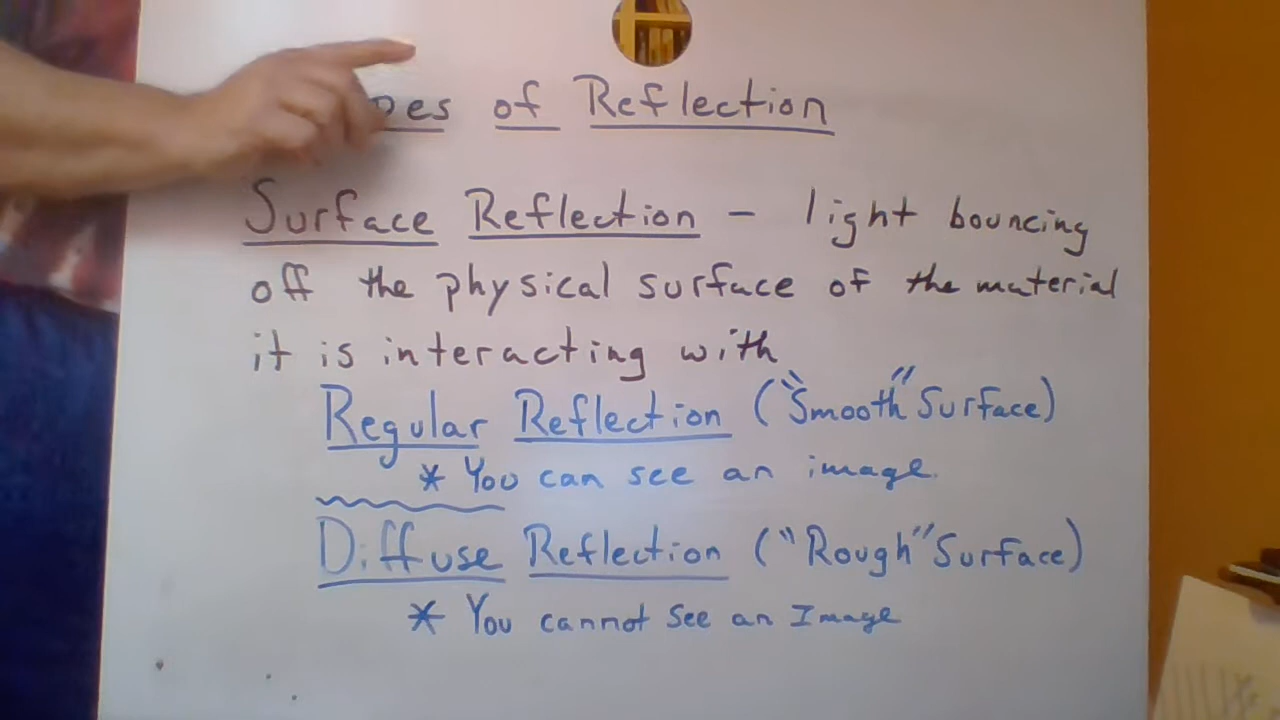 of Reflection
Surface Reflection – light bouncing
off the physical surface of the material
it is interacting with
Regular Reflection ("Smooth" Surface)
* You can see an image.
Diffuse Reflection ("Rough" Surface)
* You cannot see an Image